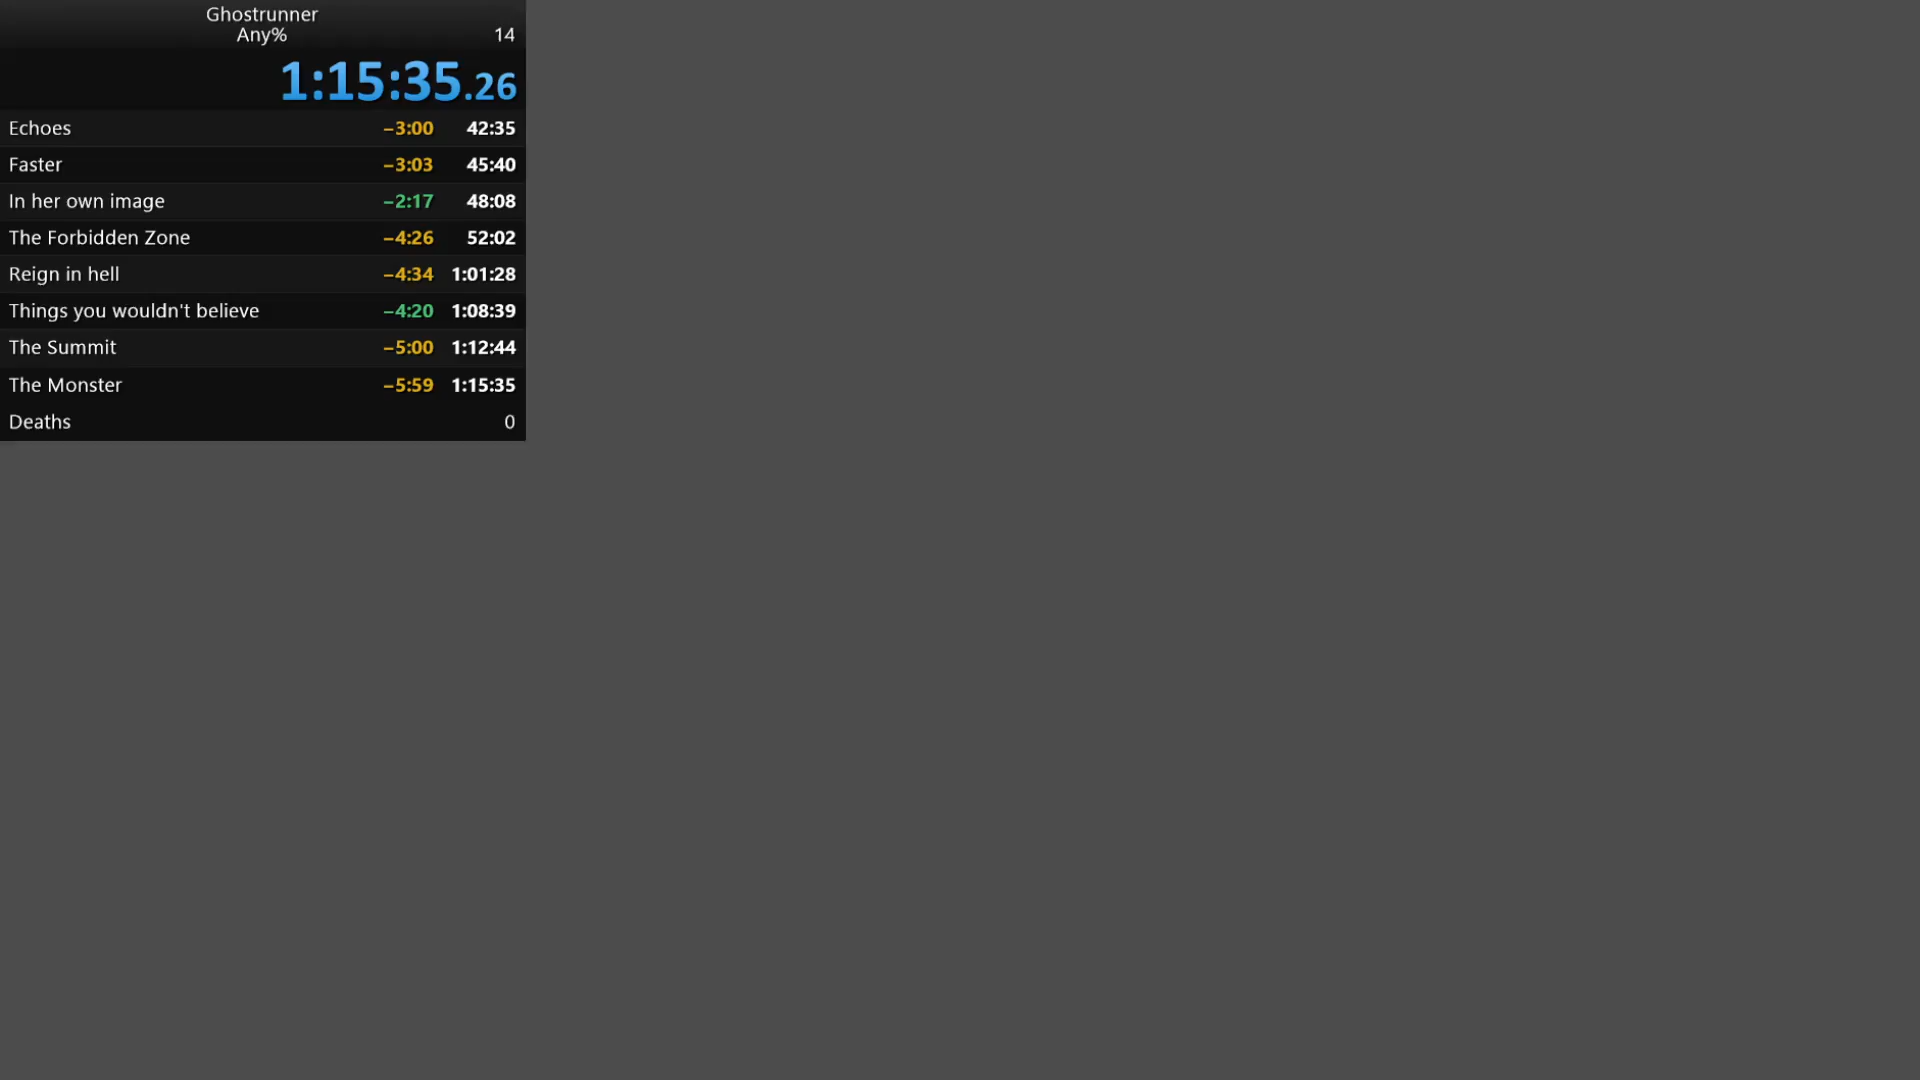 Ghostrunner
Any% 14
1:15:35.26
Echoes −3:00 42:35
Faster −3:03 45:40
In her own image −2:17 48:08
The Forbidden Zone −4:26 52:02
Reign in hell −4:34 1:01:28
Things you wouldn't believe −4:20 1:08:39
The Summit −5:00 1:12:44
The Monster −5:59 1:15:35
Deaths 0